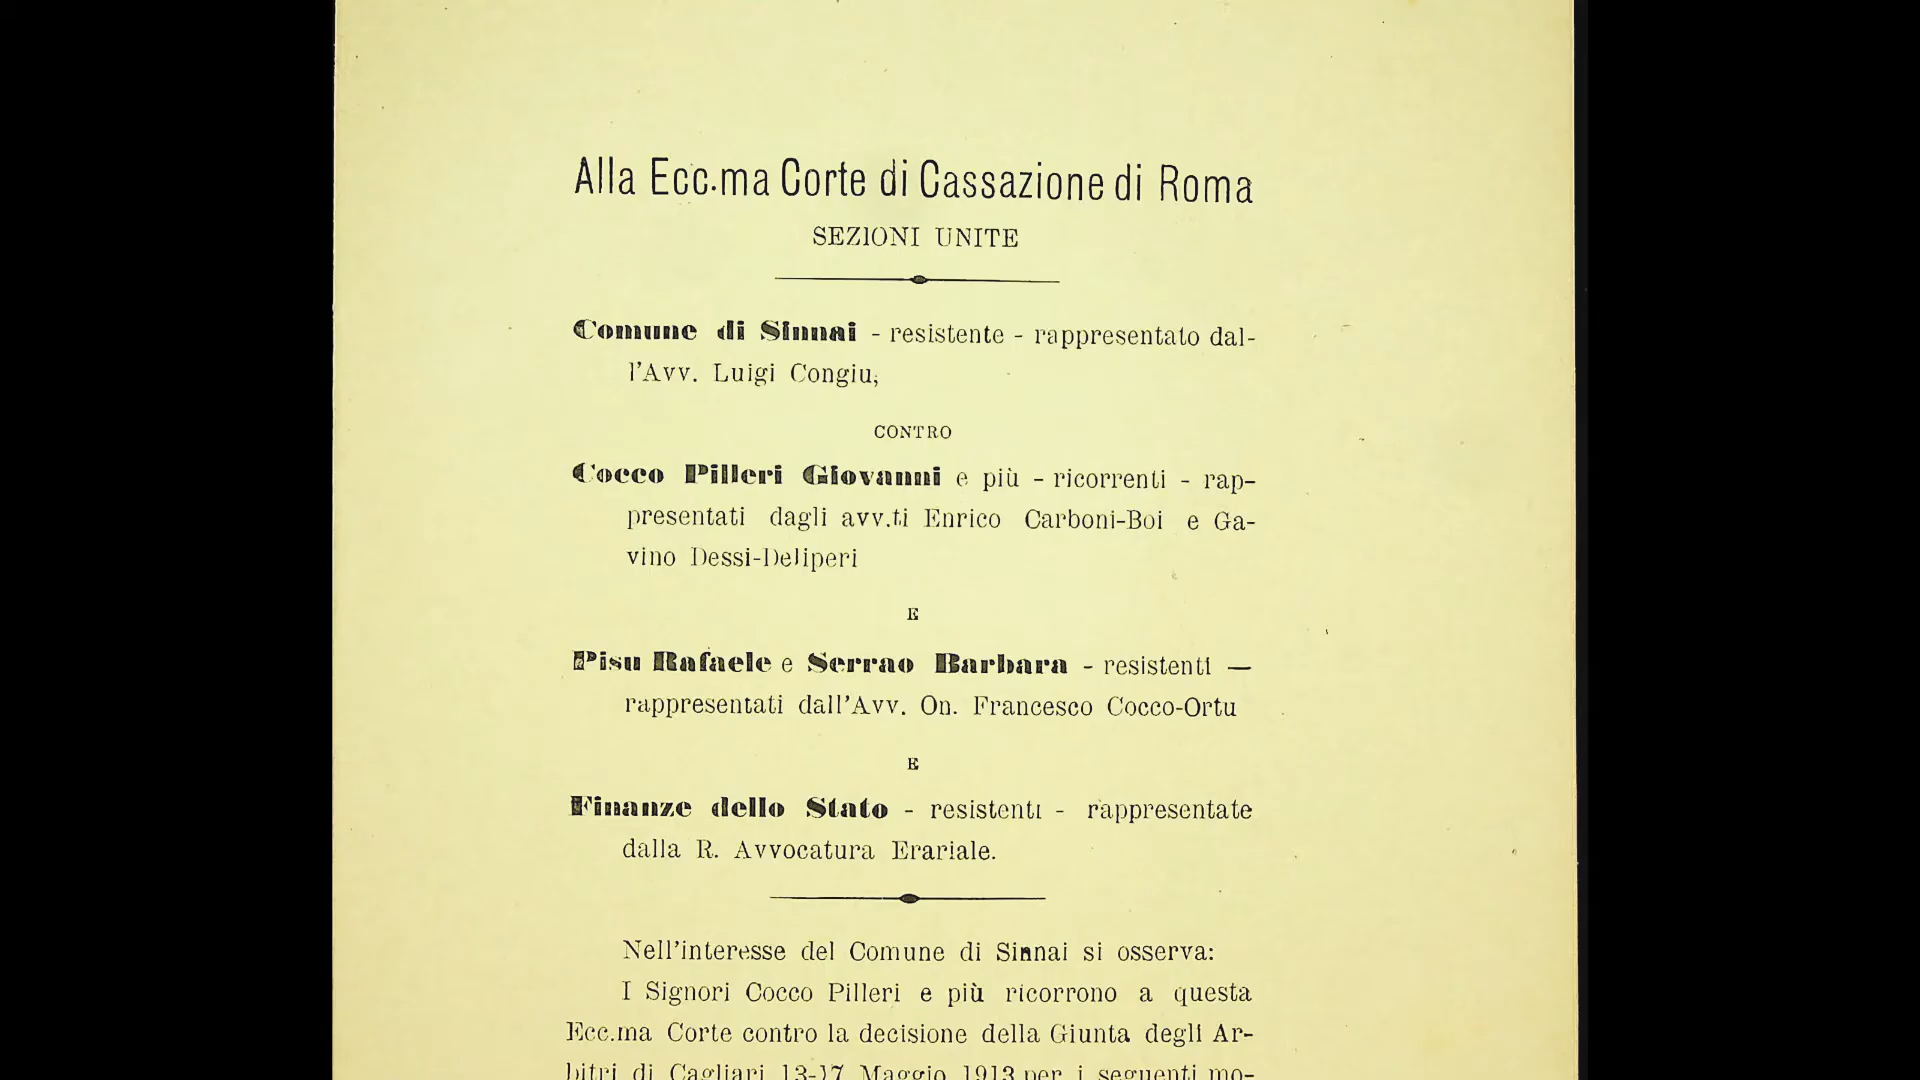 Alla Ecc.ma Corte di Cassazione di Roma
SEZIONI UNITE
Comune di Sinnai - resistente - rappresentato dal-
l'Avv. Luigi Congiu;
CONTRO
Cocco Pilleri Giovanni e più - ricorrenti - rap-
presentati dagli avv.ti Enrico Carboni-Boi e Ga-
vino Dessi-Deliperi
E
Pisu Rafaele e Serrao Barbara - resistenti —
rappresentati dall'Avv. On. Francesco Cocco-Ortu
E
Finanze dello Stato - resistenti - rappresentate
dalla R. Avvocatura Erariale.
Nell'interesse del Comune di Sinnai si osserva:
I Signori Cocco Pilleri e più ricorrono a questa
Ecc.ma Corte contro la decisione della Giunta degli Ar-
bitri di Cagliari 13-17 Maggio 1913 per i seguenti mo-